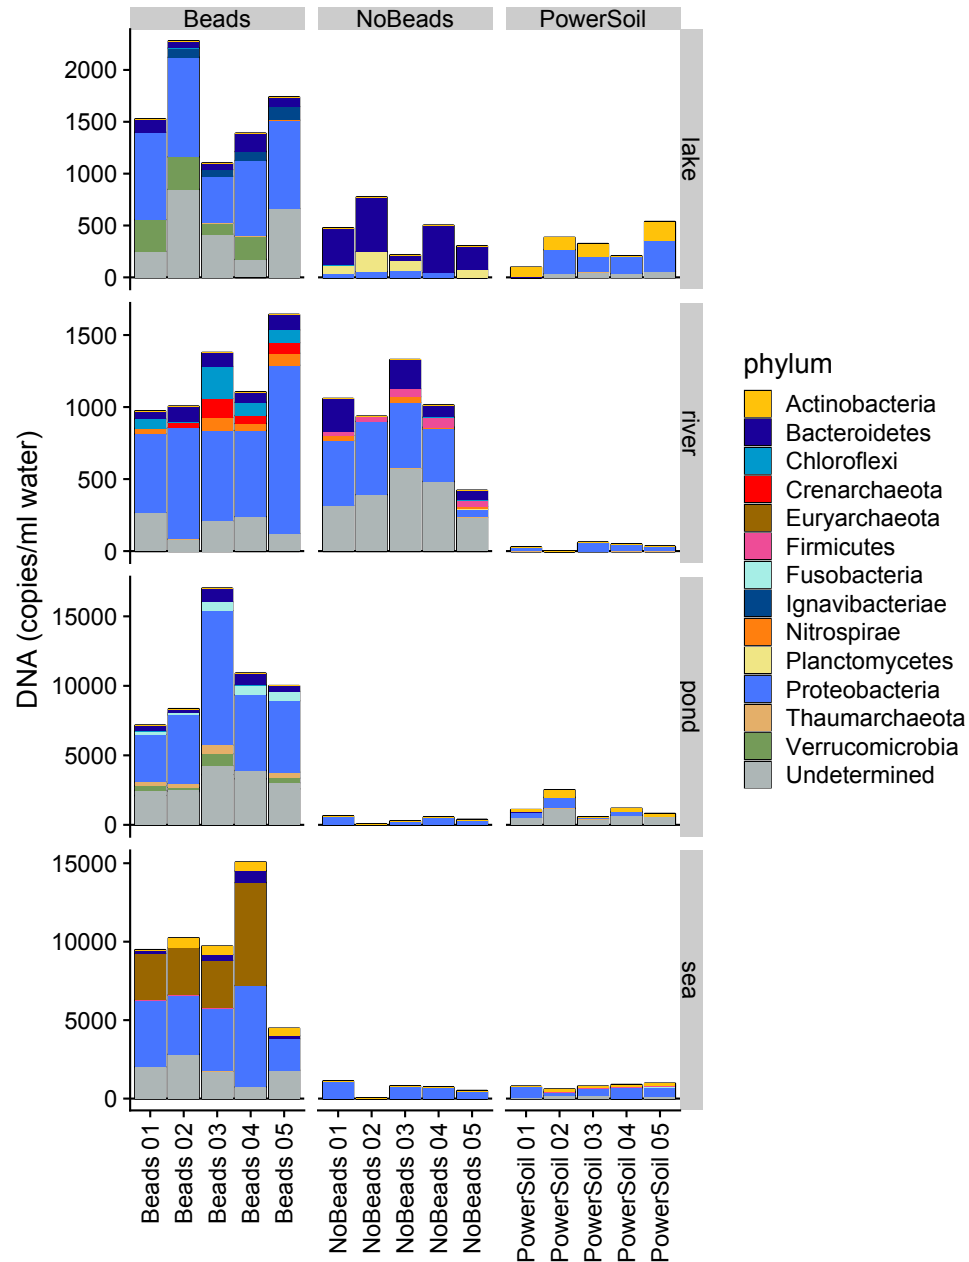 Beads NoBeads PowerSoil
2000
1500
1000
500
0
lake
1500
1000
500
0
river
15000
10000
5000
0
pond
15000
10000
5000
0
sea
DNA (copies/ml water)
Beads 01
Beads 02
Beads 03
Beads 04
Beads 05
NoBeads 01
NoBeads 02
NoBeads 03
NoBeads 04
NoBeads 05
PowerSoil 01
PowerSoil 02
PowerSoil 03
PowerSoil 04
PowerSoil 05
phylum
Actinobacteria
Bacteroidetes
Chloroflexi
Crenarchaeota
Euryarchaeota
Firmicutes
Fusobacteria
Ignavibacteriae
Nitrospirae
Planctomycetes
Proteobacteria
Thaumarchaeota
Verrucomicrobia
Undetermined